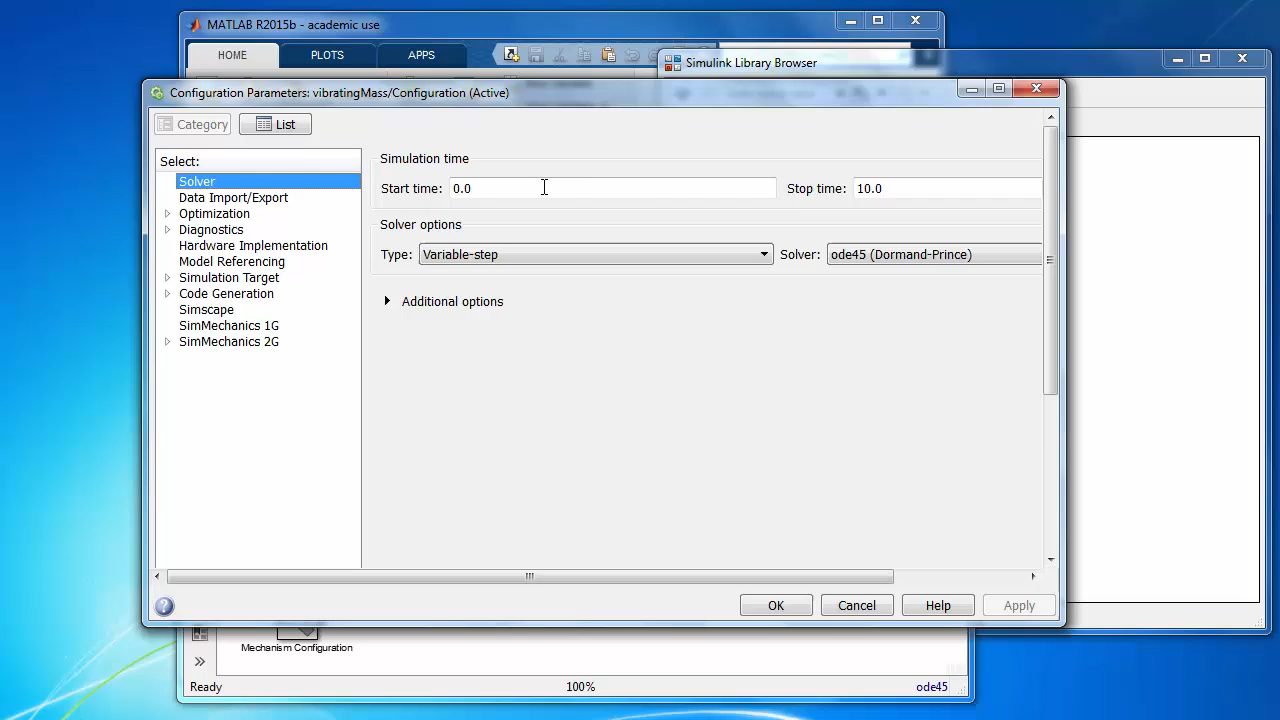 MATLAB R2015b - academic use
HOME PLOTS APPS
Simulink Library Browser
Configuration Parameters: vibratingMass/Configuration (Active)
Category List
Select:
Solver
Data Import/Export
Optimization
Diagnostics
Hardware Implementation
Model Referencing
Simulation Target
Code Generation
Simscape
SimMechanics 1G
SimMechanics 2G
Simulation time
Start time: 0.0 Stop time: 10.0
Solver options
Type: Variable-step Solver: ode45 (Dormand-Prince)
Additional options
OK Cancel Help Apply
Mechanism Configuration
Ready 100% ode45